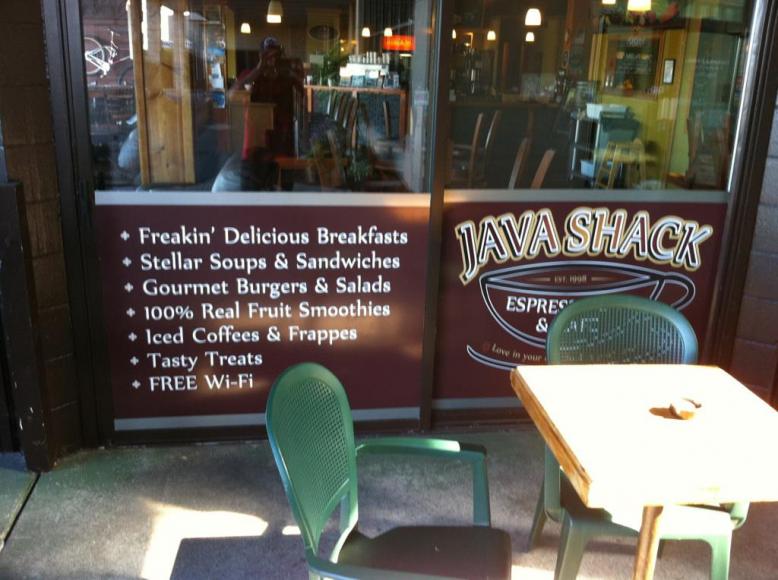 + Freakin' Delicious Breakfasts
+ Stellar Soups & Sandwiches
+ Gourmet Burgers & Salads
+ 100% Real Fruit Smoothies
+ Iced Coffees & Frappes
+ Tasty Treats
+ FREE Wi-Fi
JAVA SHACK
EST. 1998
&
Love in your